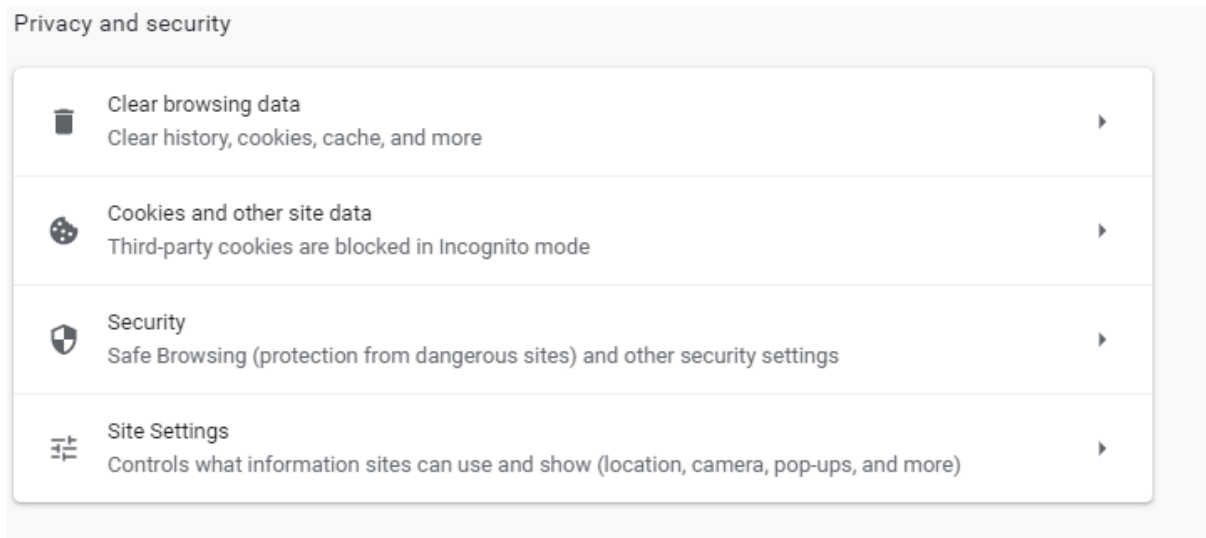 Privacy and security
Clear browsing data
Clear history, cookies, cache, and more
Cookies and other site data
Third-party cookies are blocked in Incognito mode
Security
Safe Browsing (protection from dangerous sites) and other security settings
Site Settings
Controls what information sites can use and show (location, camera, pop-ups, and more)